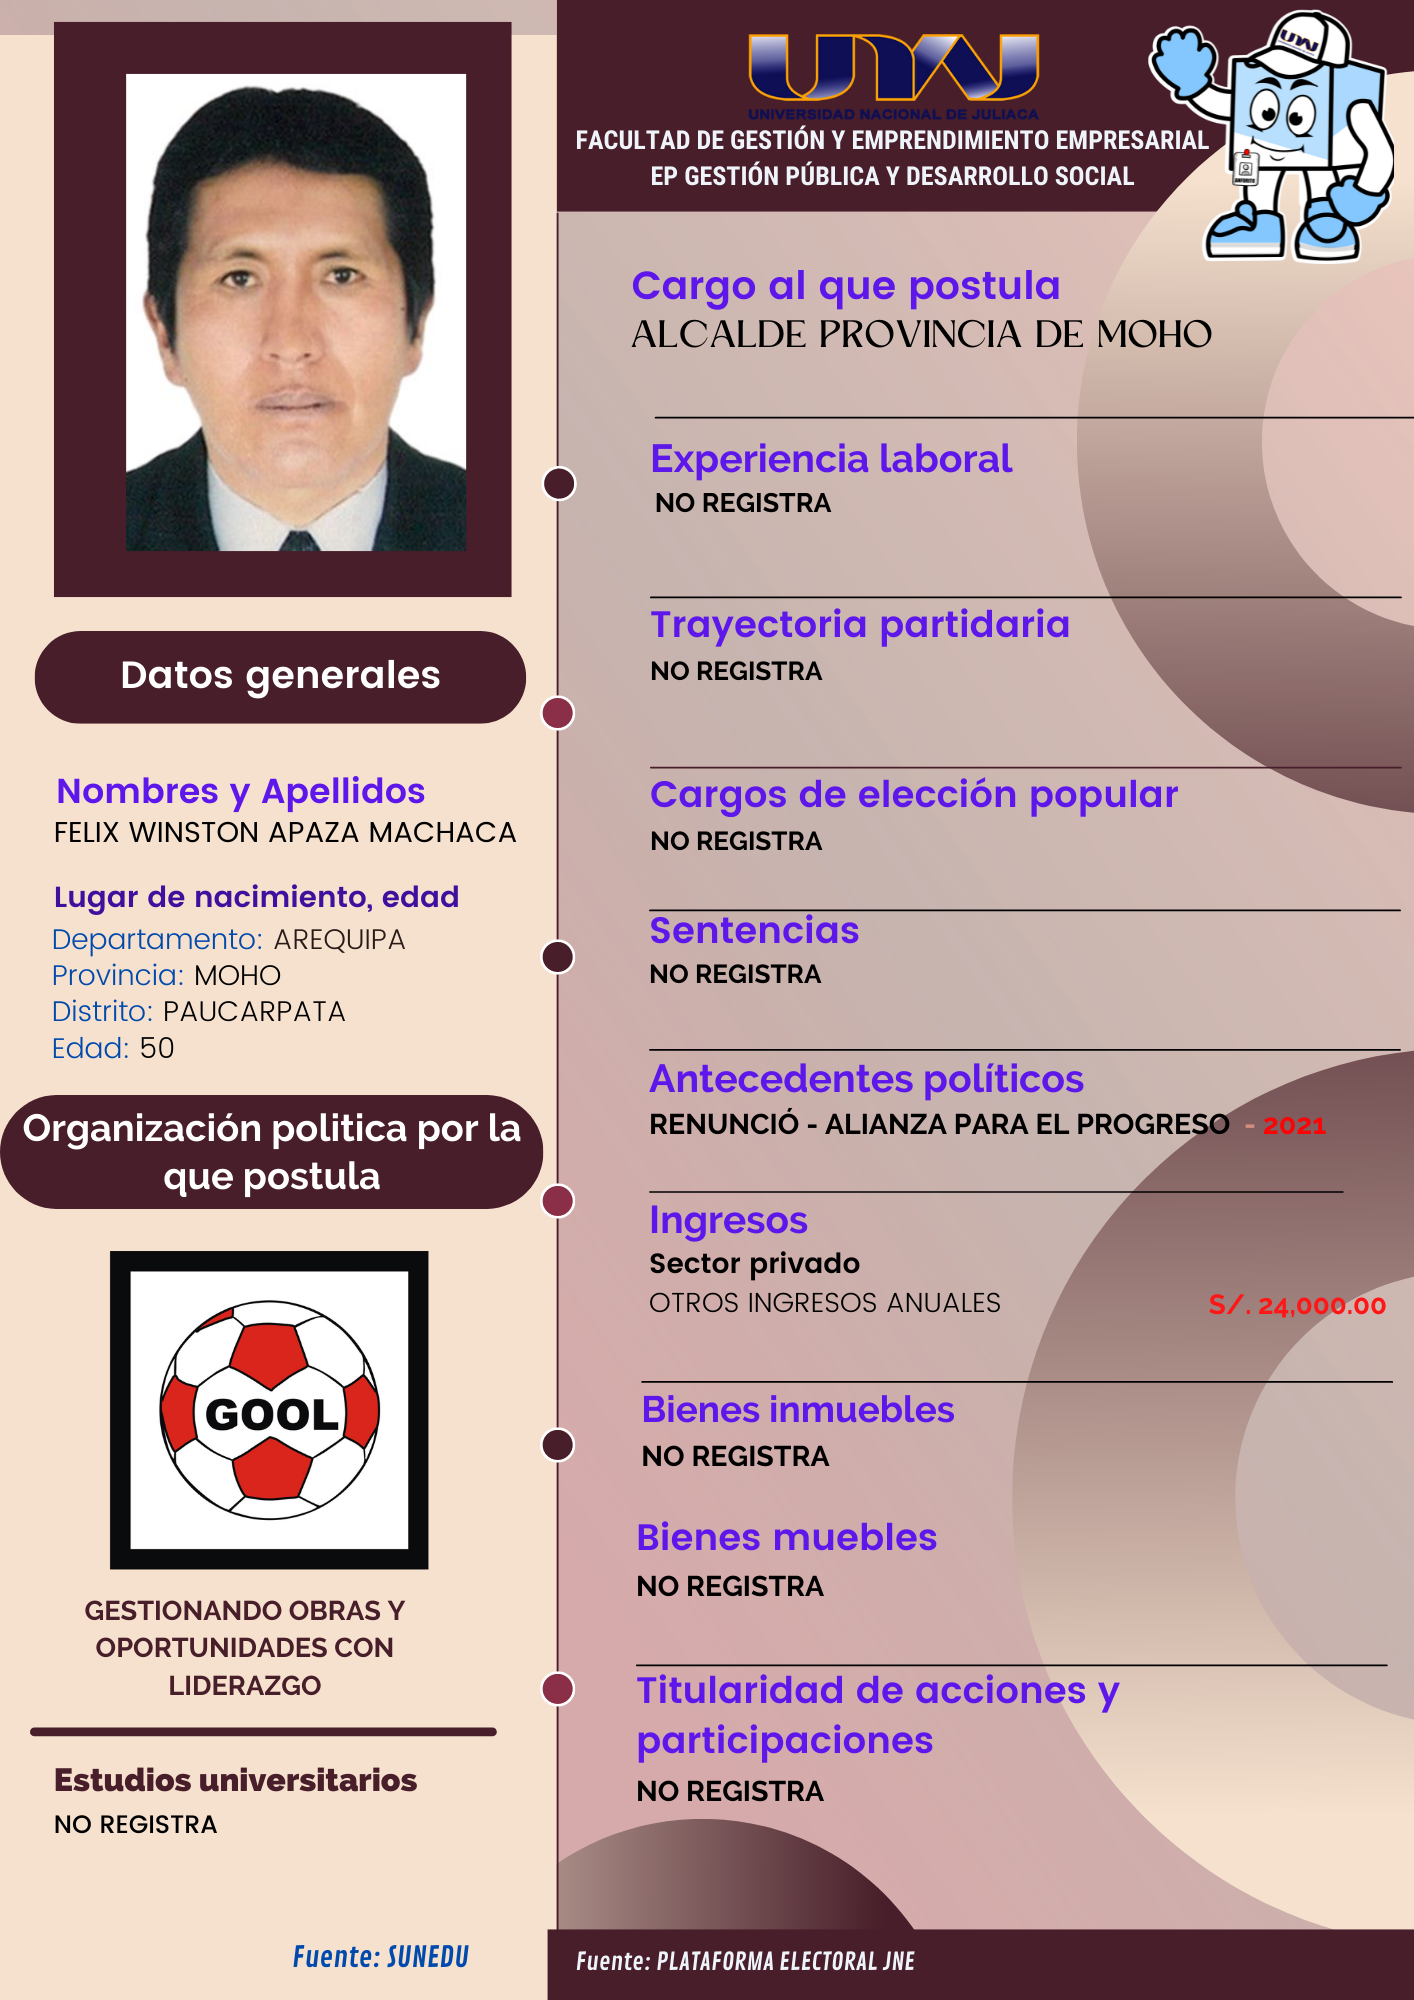 UNAJ
UNIVERSIDAD NACIONAL DE JULIACA
FACULTAD DE GESTIÓN Y EMPRENDIMIENTO EMPRESARIAL
EP GESTIÓN PÚBLICA Y DESARROLLO SOCIAL
UNAJ
ANFORITO
Datos generales
Nombres y Apellidos
FELIX WINSTON APAZA MACHACA
Lugar de nacimiento, edad
Departamento: AREQUIPA
Provincia: MOHO
Distrito: PAUCARPATA
Edad: 50
Organización politica por la
que postula
GOOL
GESTIONANDO OBRAS Y
OPORTUNIDADES CON
LIDERAZGO
Estudios universitarios
NO REGISTRA
Fuente: SUNEDU
Cargo al que postula
ALCALDE PROVINCIA DE MOHO
Experiencia laboral
NO REGISTRA
Trayectoria partidaria
NO REGISTRA
Cargos de elección popular
NO REGISTRA
Sentencias
NO REGISTRA
Antecedentes políticos
RENUNCIÓ - ALIANZA PARA EL PROGRESO - 2021
Ingresos
Sector privado
OTROS INGRESOS ANUALES S/. 24,000.00
Bienes inmuebles
NO REGISTRA
Bienes muebles
NO REGISTRA
Titularidad de acciones y
participaciones
NO REGISTRA
Fuente: PLATAFORMA ELECTORAL JNE